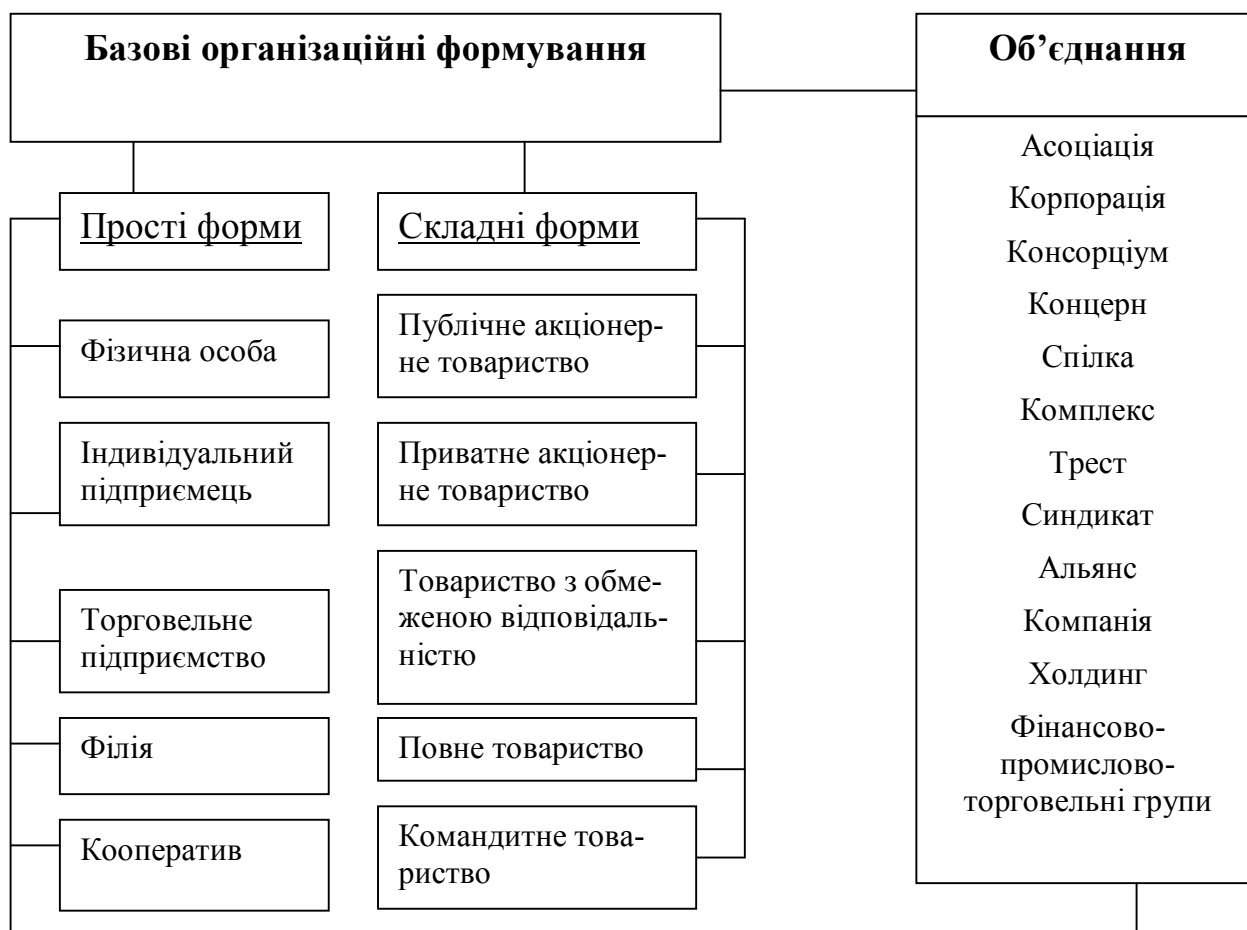 Базові організаційні формування
Об’єднання
Прості форми
Складні форми
Фізична особа
Індивідуальний
підприємець
Торговельне
підприємство
Філія
Кооператив
Публічне акціонер-
не товариство
Приватне акціонер-
не товариство
Товариство з обме-
женою відповідаль-
ністю
Повне товариство
Командитне това-
риство
Асоціація
Корпорація
Консорціум
Концерн
Спілка
Комплекс
Трест
Синдикат
Альянс
Компанія
Холдинг
Фінансово-
промислово-
торговельні групи